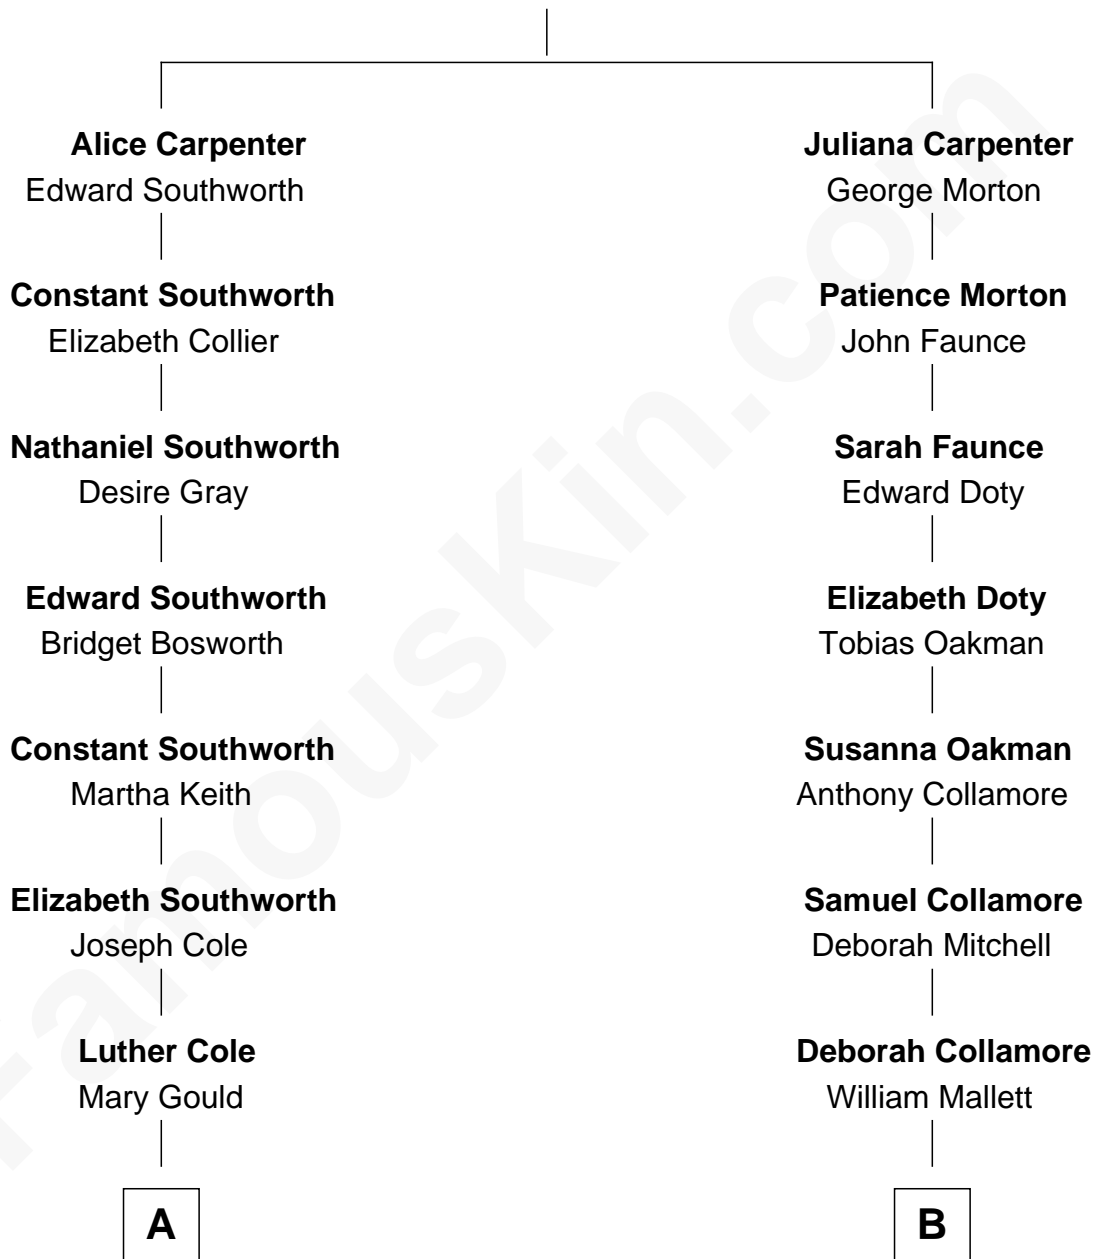 Alice Carpenter
Edward Southworth
Constant Southworth
Elizabeth Collier
Nathaniel Southworth
Desire Gray
Edward Southworth
Bridget Bosworth
Constant Southworth
Martha Keith
Elizabeth Southworth
Joseph Cole
Luther Cole
Mary Gould
A
Juliana Carpenter
George Morton
Patience Morton
John Faunce
Sarah Faunce
Edward Doty
Elizabeth Doty
Tobias Oakman
Susanna Oakman
Anthony Collamore
Samuel Collamore
Deborah Mitchell
Deborah Collamore
William Mallett
B
FamousKin.com